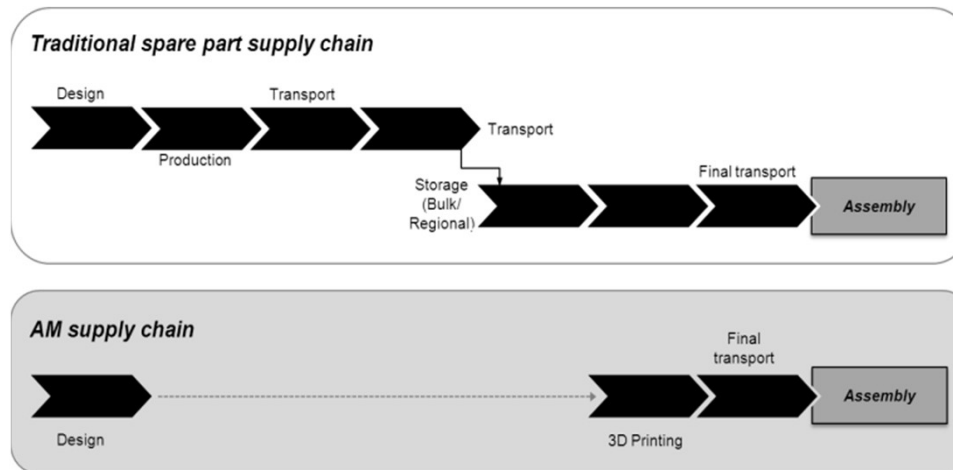 Traditional spare part supply chain
Design
Transport
Transport
Production
Storage
(Bulk/
Regional)
Final transport
Assembly
AM supply chain
Final
transport
Assembly
Design
3D Printing